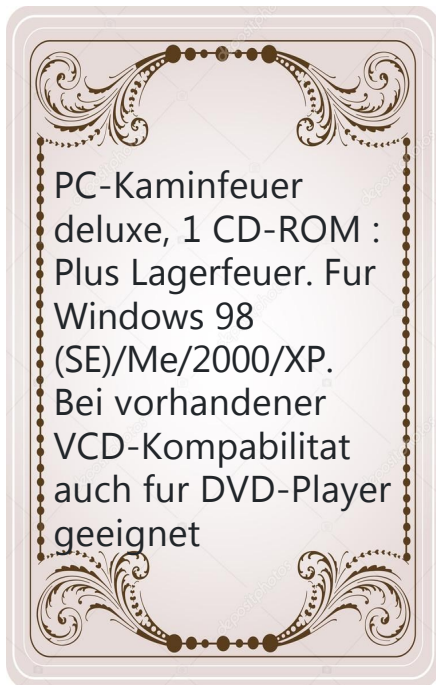 PC-Kaminfeuer
deluxe, 1 CD-ROM :
Plus Lagerfeuer. Fur
Windows 98
(SE)/Me/2000/XP.
Bei vorhandener
VCD-Kompabilitat
auch fur DVD-Player
geeignet